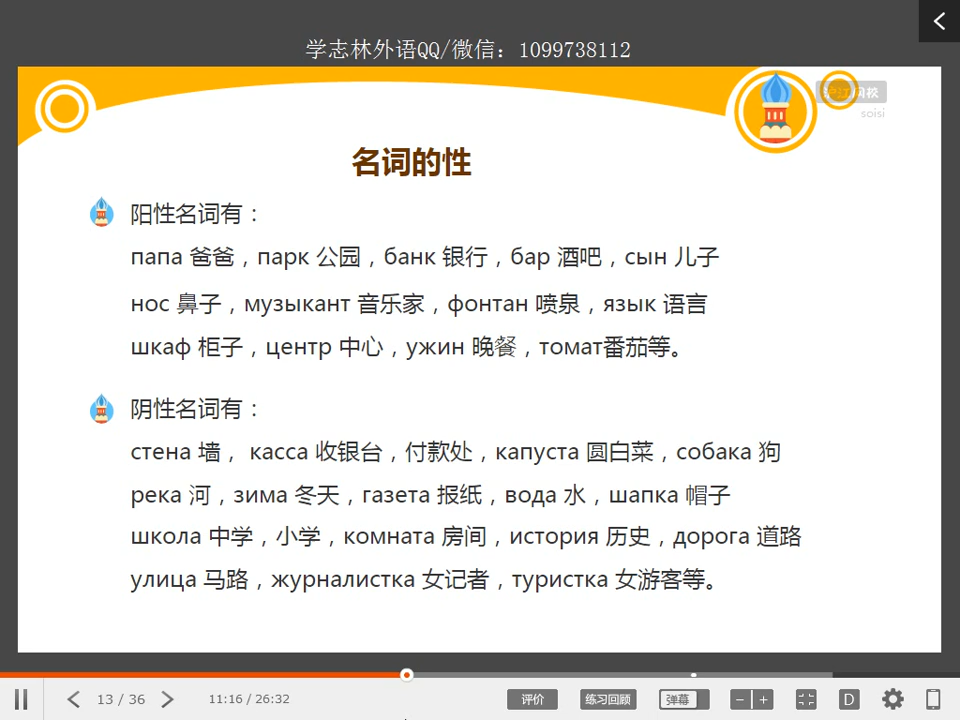 学志林外语QQ/微信：1099738112
沪江网校
soisi
名词的性
阳性名词有：
папа 爸爸，парк 公园，банк 银行，бар 酒吧，сын 儿子
нос 鼻子，музыкант 音乐家，фонтан 喷泉，язык 语言
шкаф 柜子，центр 中心，ужин 晚餐，томат番茄等。
阴性名词有：
стена 墙， касса 收银台，付款处，капуста 圆白菜，собака 狗
река 河，зима 冬天，газета 报纸，вода 水，шапка 帽子
школа 中学，小学，комната 房间，история 历史，дорога 道路
улица 马路，журналистка 女记者，туристка 女游客等。
13 / 36 11:16 / 26:32 评价 练习回顾 弹幕 D